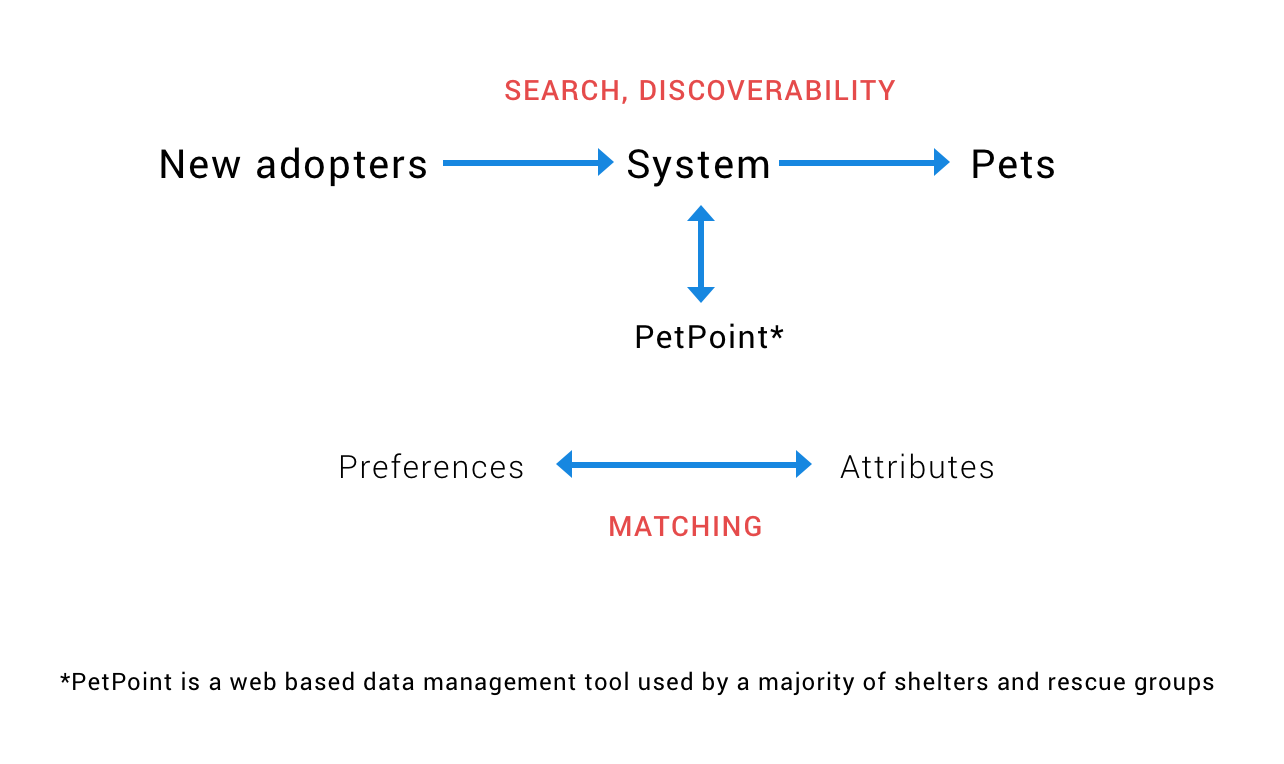 SEARCH, DISCOVERABILITY
New adopters System Pets
PetPoint*
Preferences Attributes
MATCHING
*PetPoint is a web based data management tool used by a majority of shelters and rescue groups